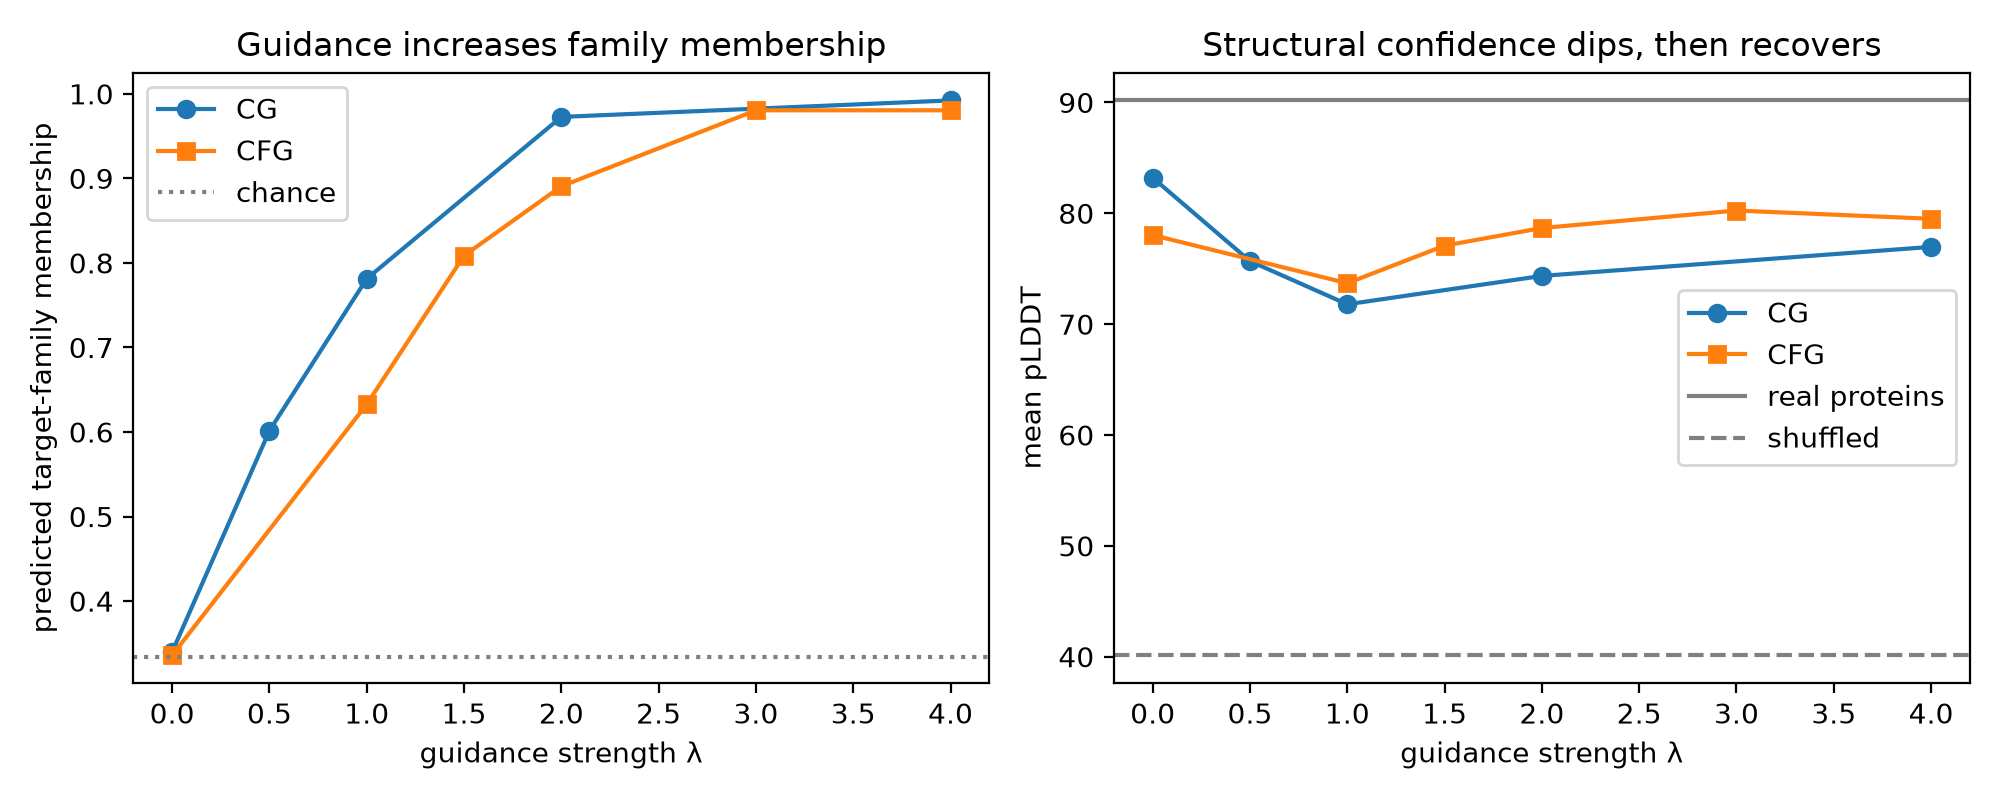 Guidance increases family membership
predicted target-family membership
1.0
0.9
0.8
0.7
0.6
0.5
0.4
CG
CFG
chance
0.0 0.5 1.0 1.5 2.0 2.5 3.0 3.5 4.0
guidance strength λ
Structural confidence dips, then recovers
mean pLDDT
90
80
70
60
50
40
CG
CFG
real proteins
shuffled
0.0 0.5 1.0 1.5 2.0 2.5 3.0 3.5 4.0
guidance strength λ